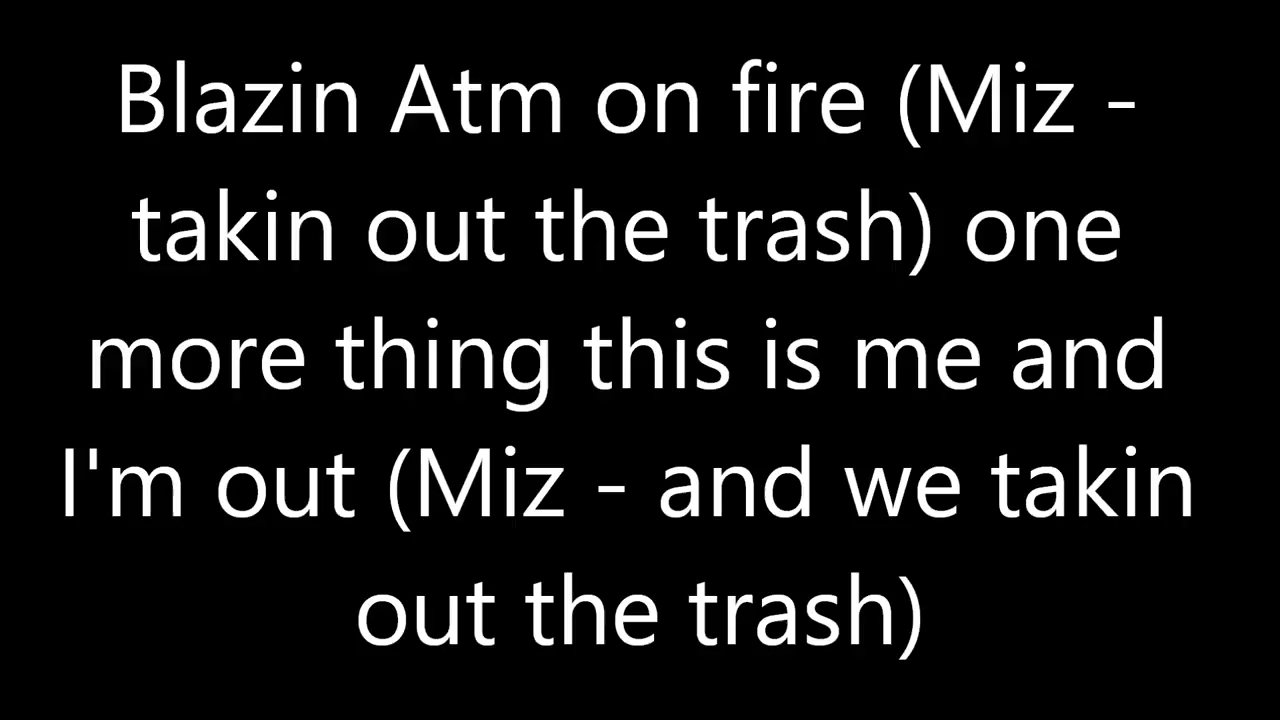 Blazin Atm on fire (Miz -
takin out the trash) one
more thing this is me and
I'm out (Miz - and we takin
out the trash)